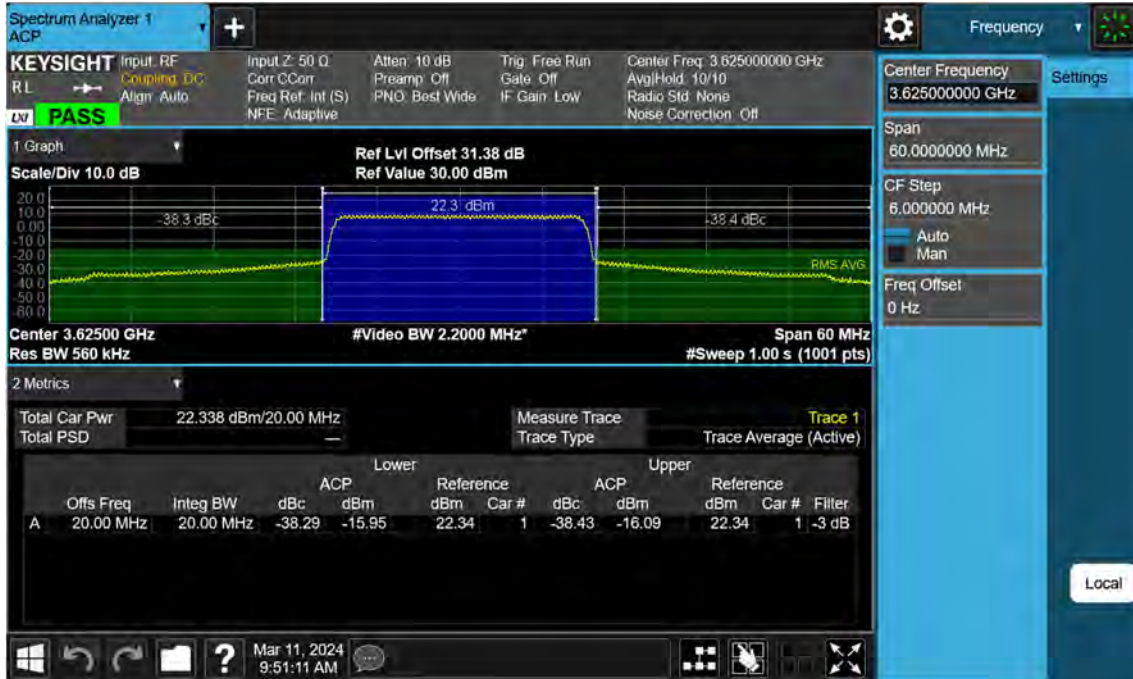 Spectrum Analyzer 1
ACP
+
Frequency
KEYSIGHT Input: RF Input Z: 50 Ω Atten: 10 dB Trig: Free Run Center Freq: 3.625000000 GHz
RL Coupling: DC Corr CCorr Preamp: Off Gate: Off Avg|Hold: 10/10
Align: Auto Freq Ref: Int (S) PNO: Best Wide IF Gain: Low Radio Std: None
LXI PASS NFE: Adaptive Noise Correction: Off
Center Frequency
3.625000000 GHz
Settings
Span
60.0000000 MHz
CF Step
6.000000 MHz
Auto
Man
Freq Offset
0 Hz
1 Graph
Ref Lvl Offset 31.38 dB
Scale/Div 10.0 dB Ref Value 30.00 dBm
20.0
10.0
0.00
-10.0
-20.0
-30.0
-40.0
-50.0
-60.0
-38.3 dBc 22.3 dBm -38.4 dBc
RMS AVG
Center 3.62500 GHz #Video BW 2.2000 MHz* Span 60 MHz
Res BW 560 kHz #Sweep 1.00 s (1001 pts)
2 Metrics
Total Car Pwr 22.338 dBm/20.00 MHz Measure Trace Trace 1
Total PSD — Trace Type Trace Average (Active)
Lower Upper
ACP Reference ACP Reference
Offs Freq Integ BW dBc dBm dBm Car # dBc dBm dBm Car # Filter
A 20.00 MHz 20.00 MHz -38.29 -15.95 22.34 1 -38.43 -16.09 22.34 1 -3 dB
Local
? Mar 11, 2024
9:51:11 AM